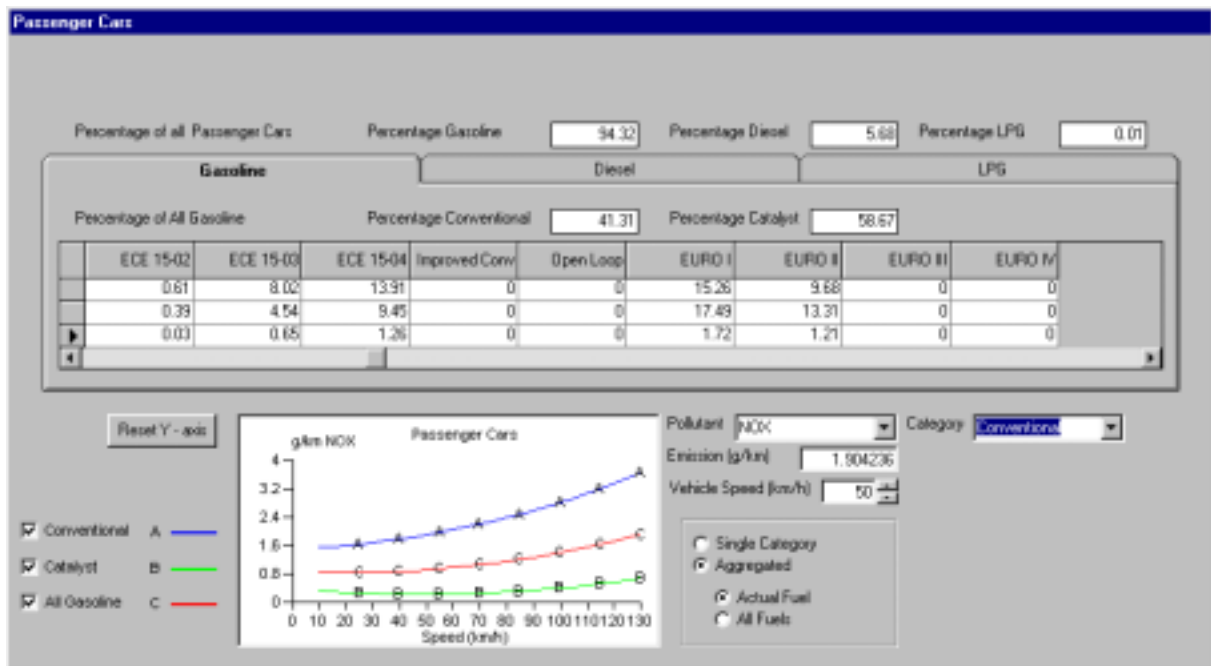 Passenger Cars
Percentage of all Passenger Cars Percentage Gasoline 94.32 Percentage Diesel 5.68 Percentage LPG 0.01
Gasoline Diesel LPG
Percentage of All Gasoline Percentage Conventional 41.31 Percentage Catalyst 58.67
ECE 15-02 ECE 15-03 ECE 15-04 Improved Conv Open Loop EURO I EURO II EURO III EURO IV
0.61 8.02 13.91 0 0 15.26 9.68 0 0
0.39 4.54 9.45 0 0 17.49 13.31 0 0
0.03 0.65 1.26 0 0 1.72 1.21 0 0
Reset Y - axis
g/km NOX Passenger Cars
4
3.2
2.4
1.6
0.8
0
0 10 20 30 40 50 60 70 80 90 100 110 120 130
Speed (km/h)
A A A A A A A A
C C C C C C C C
B B B B B B B B
Pollutant NOX Category Conventional
Emission (g/km) 1.904236
Vehicle Speed (km/h) 50
Conventional A
Catalyst B
All Gasoline C
Single Category
Aggregated
Actual Fuel
All Fuels